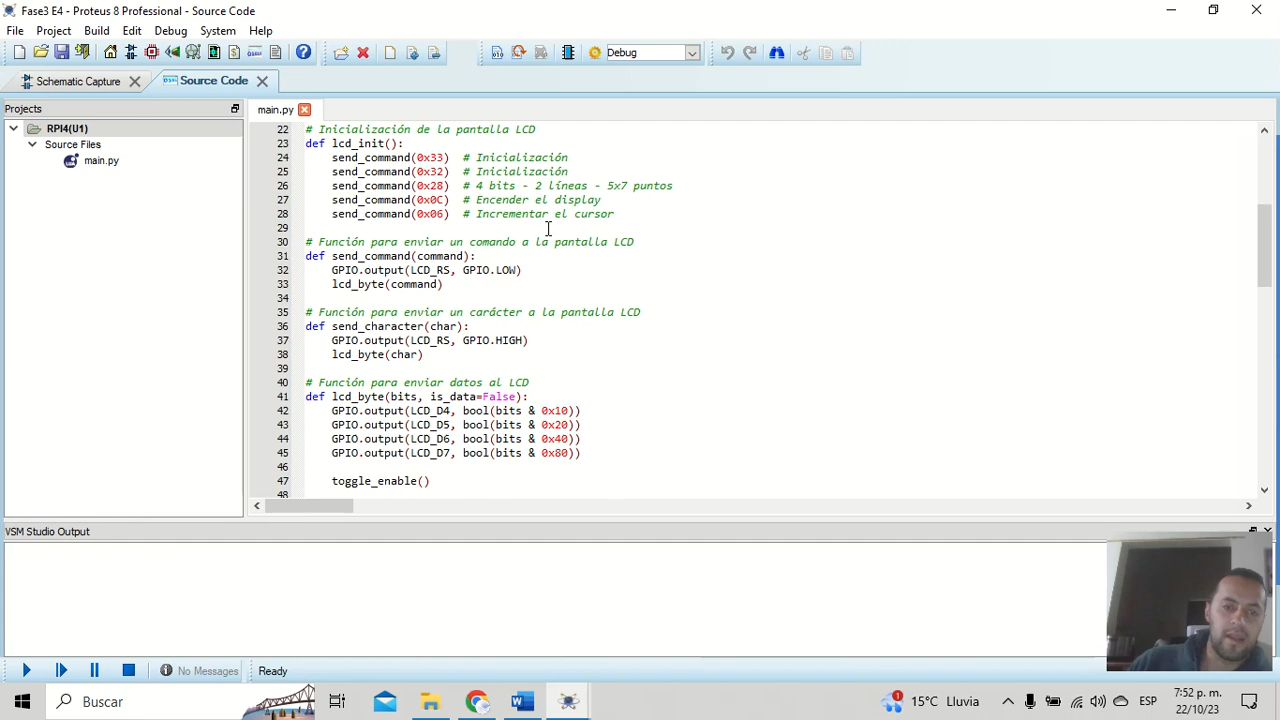 Fase3 E4 - Proteus 8 Professional - Source Code
File Project Build Edit Debug System Help
Debug
Schematic Capture Source Code
Projects
main.py
RPI4(U1)
Source Files
main.py
22 # Inicialización de la pantalla LCD
23 def lcd_init():
24 send_command(0x33) # Inicialización
25 send_command(0x32) # Inicialización
26 send_command(0x28) # 4 bits - 2 líneas - 5x7 puntos
27 send_command(0x0C) # Encender el display
28 send_command(0x06) # Incrementar el cursor
29
30 # Función para enviar un comando a la pantalla LCD
31 def send_command(command):
32 GPIO.output(LCD_RS, GPIO.LOW)
33 lcd_byte(command)
34
35 # Función para enviar un carácter a la pantalla LCD
36 def send_character(char):
37 GPIO.output(LCD_RS, GPIO.HIGH)
38 lcd_byte(char)
39
40 # Función para enviar datos al LCD
41 def lcd_byte(bits, is_data=False):
42 GPIO.output(LCD_D4, bool(bits & 0x10))
43 GPIO.output(LCD_D5, bool(bits & 0x20))
44 GPIO.output(LCD_D6, bool(bits & 0x40))
45 GPIO.output(LCD_D7, bool(bits & 0x80))
46
47 toggle_enable()
48
VSM Studio Output
No Messages Ready
Buscar
1
15°C Lluvia
ESP
7:52 p. m.
22/10/23